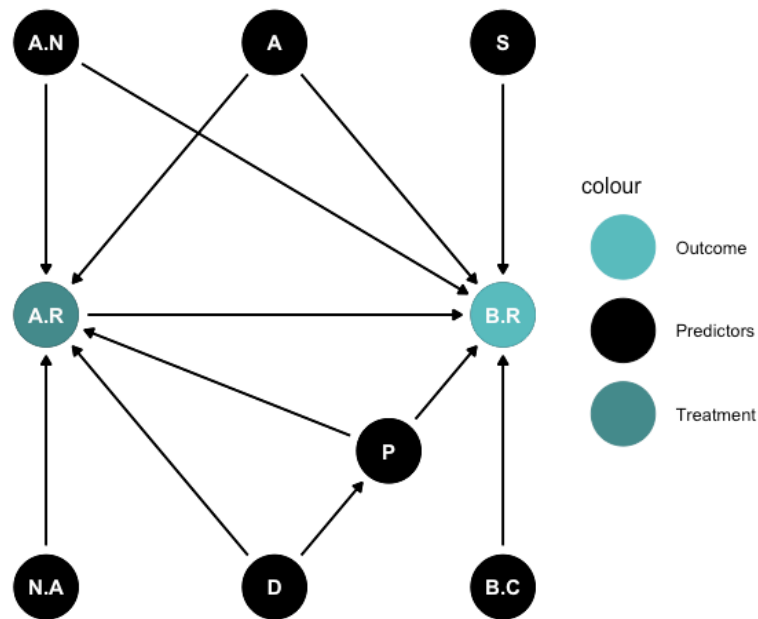 A.N
A
S
colour
Outcome
A.R
B.R
Predictors
Treatment
P
N.A
D
B.C